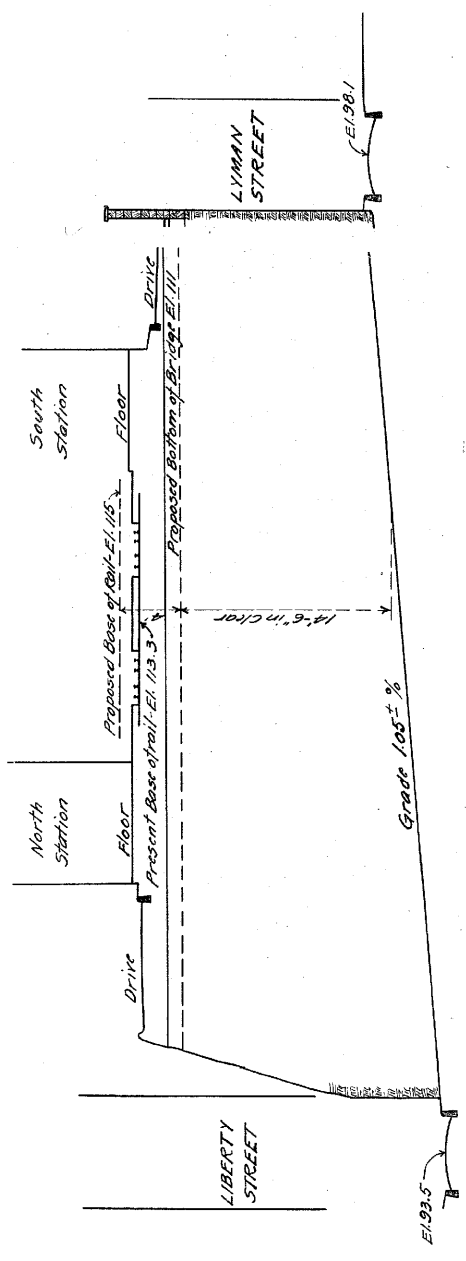 North
Station
South
Station
Proposed Base of Rail-El.115
Drive
Floor
Floor
Drive
Present Base of rail-El.113.3
4'
Proposed Bottom of Bridge El.111
LIBERTY
STREET
14'-6" in Clear
LYMAN
STREET
El.98.1
Grade 1.05± %
El.93.5